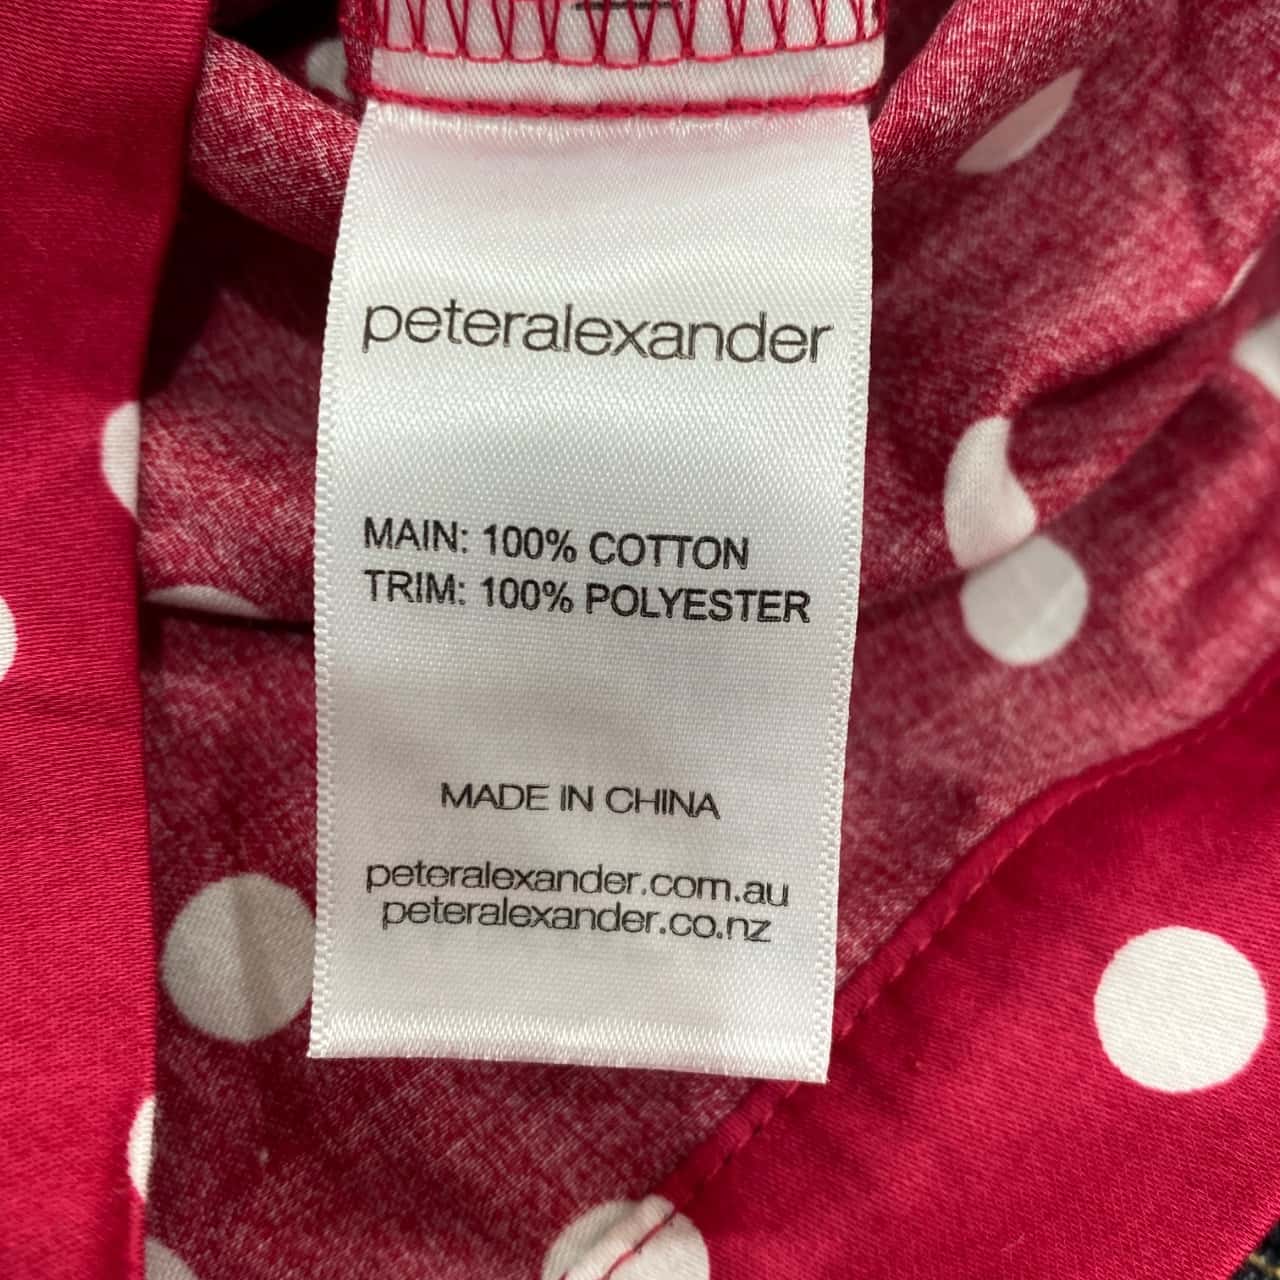 peteralexander
MAIN: 100% COTTON
TRIM: 100% POLYESTER
MADE IN CHINA
peteralexander.com.au
peteralexander.co.nz